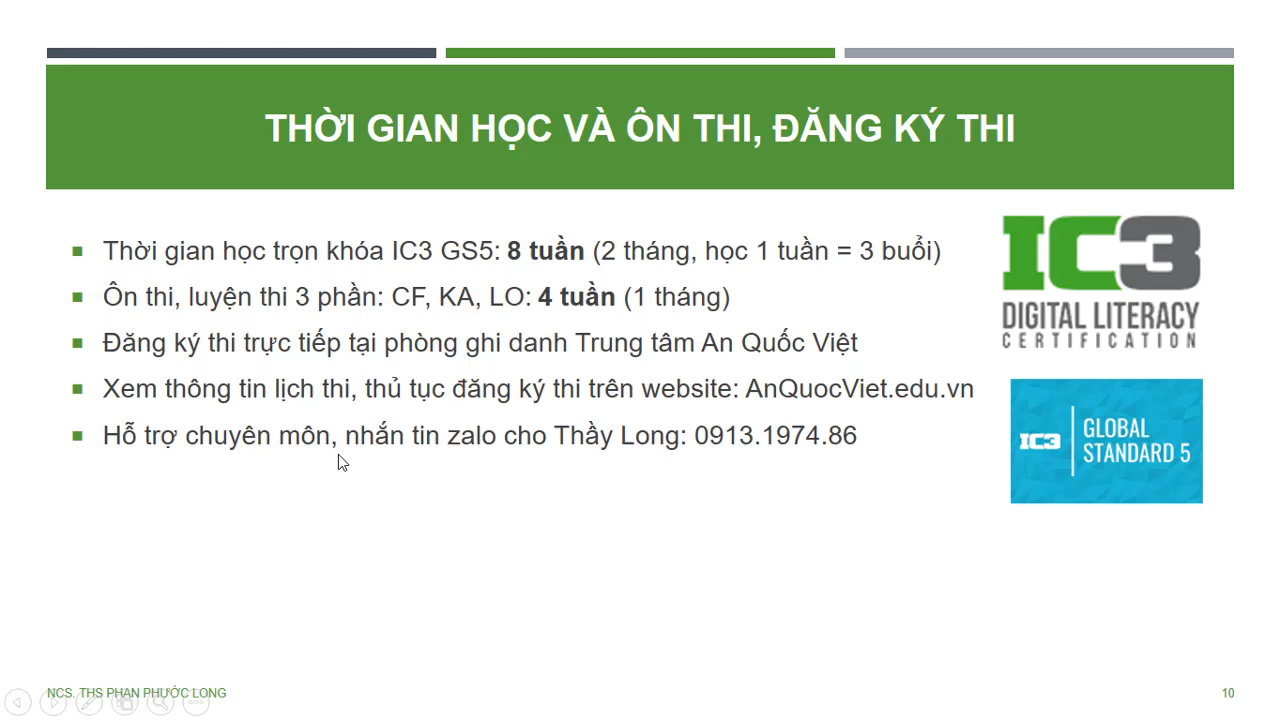 THỜI GIAN HỌC VÀ ÔN THI, ĐĂNG KÝ THI
Thời gian học trọn khóa IC3 GS5: 8 tuần (2 tháng, học 1 tuần = 3 buổi)
Ôn thi, luyện thi 3 phần: CF, KA, LO: 4 tuần (1 tháng)
Đăng ký thi trực tiếp tại phòng ghi danh Trung tâm An Quốc Việt
Xem thông tin lịch thi, thủ tục đăng ký thi trên website: AnQuocViet.edu.vn
Hỗ trợ chuyên môn, nhắn tin zalo cho Thầy Long: 0913.1974.86
IC3
DIGITAL LITERACY
CERTIFICATION
IC3
GLOBAL
STANDARD 5
NCS. THS PHAN PHƯỚC LONG
10